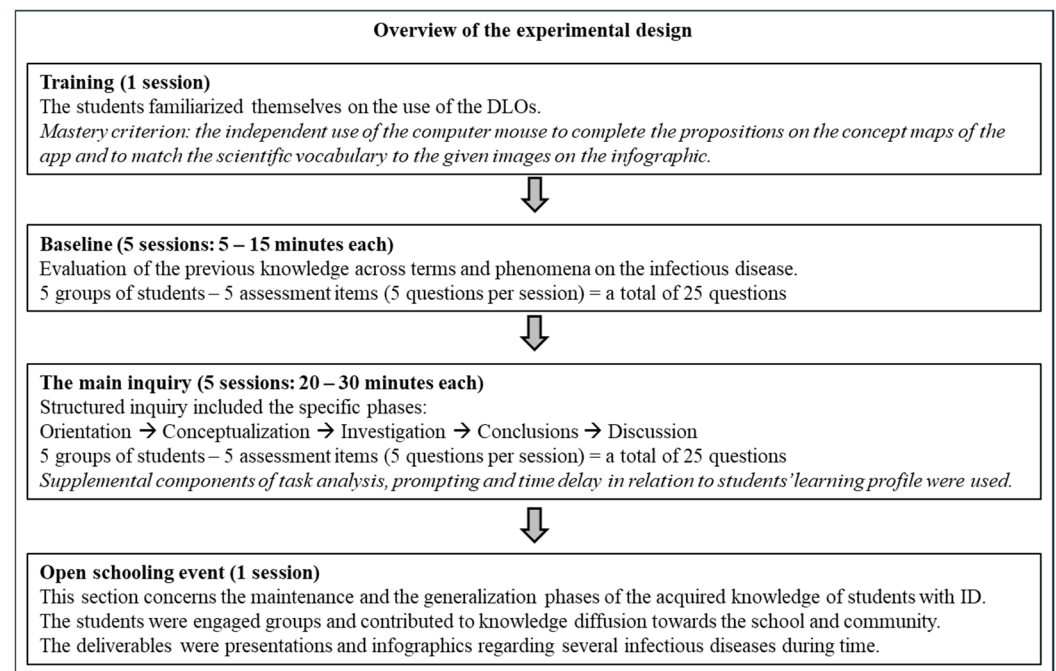 Overview of the experimental design
Training (1 session)
The students familiarized themselves on the use of the DLOs.
Mastery criterion: the independent use of the computer mouse to complete the propositions on the concept maps of the
app and to match the scientific vocabulary to the given images on the infographic.
Baseline (5 sessions: 5 – 15 minutes each)
Evaluation of the previous knowledge across terms and phenomena on the infectious disease.
5 groups of students – 5 assessment items (5 questions per session) = a total of 25 questions
The main inquiry (5 sessions: 20 – 30 minutes each)
Structured inquiry included the specific phases:
Orientation → Conceptualization → Investigation → Conclusions → Discussion
5 groups of students – 5 assessment items (5 questions per session) = a total of 25 questions
Supplemental components of task analysis, prompting and time delay in relation to students' learning profile were used.
Open schooling event (1 session)
This section concerns the maintenance and the generalization phases of the acquired knowledge of students with ID.
The students were engaged groups and contributed to knowledge diffusion towards the school and community.
The deliverables were presentations and infographics regarding several infectious diseases during time.